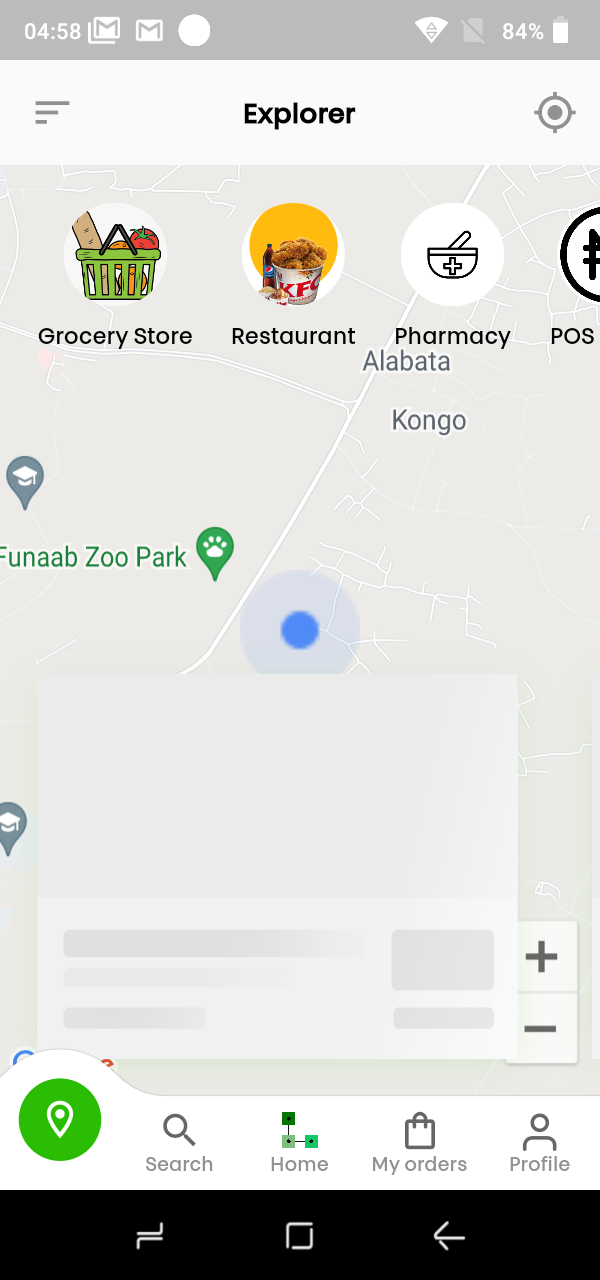 04:58
84%
Explorer
KFC
Grocery Store
Restaurant
Pharmacy
POS
Alabata
Kongo
Funaab Zoo Park
Search
Home
My orders
Profile